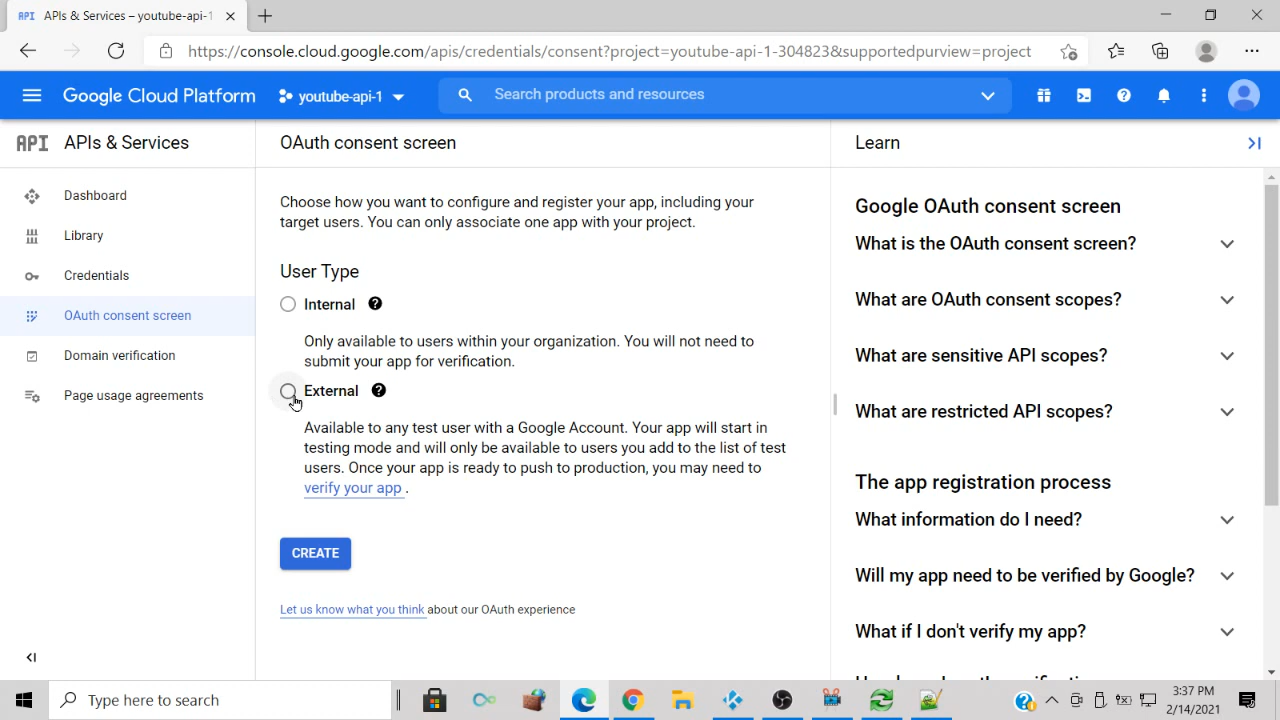 API APIs & Services – youtube-api-1
https://console.cloud.google.com/apis/credentials/consent?project=youtube-api-1-304823&supportedpurview=project
Google Cloud Platform
youtube-api-1
Search products and resources
API APIs & Services
Dashboard
Library
Credentials
OAuth consent screen
Domain verification
Page usage agreements
OAuth consent screen
Choose how you want to configure and register your app, including your
target users. You can only associate one app with your project.
User Type
Internal
Only available to users within your organization. You will not need to
submit your app for verification.
External
Available to any test user with a Google Account. Your app will start in
testing mode and will only be available to users you add to the list of test
users. Once your app is ready to push to production, you may need to
verify your app .
CREATE
Let us know what you think about our OAuth experience
Learn
Google OAuth consent screen
What is the OAuth consent screen?
What are OAuth consent scopes?
What are sensitive API scopes?
What are restricted API scopes?
The app registration process
What information do I need?
Will my app need to be verified by Google?
What if I don't verify my app?
Type here to search
3:37 PM
2/14/2021